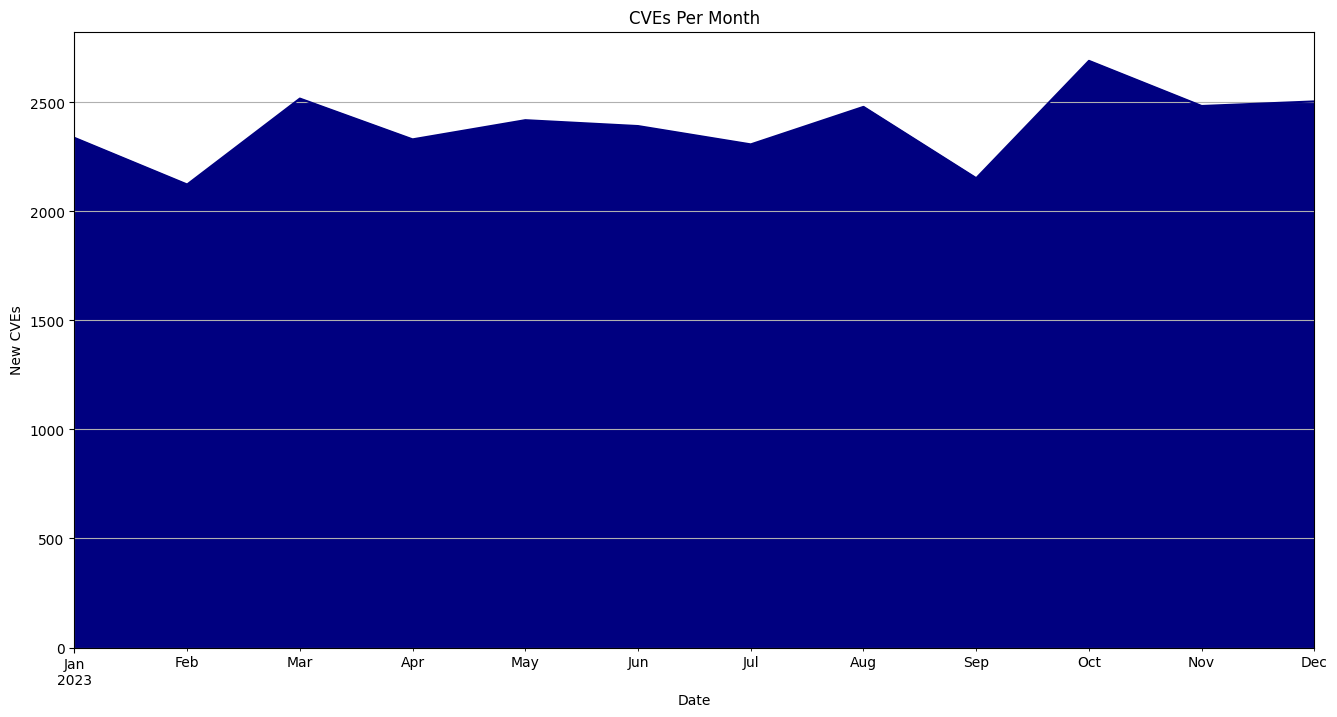 CVEs Per Month
New CVEs
2500
2000
1500
1000
500
0
Jan
2023
Feb
Mar
Apr
May
Jun
Jul
Aug
Sep
Oct
Nov
Dec
Date